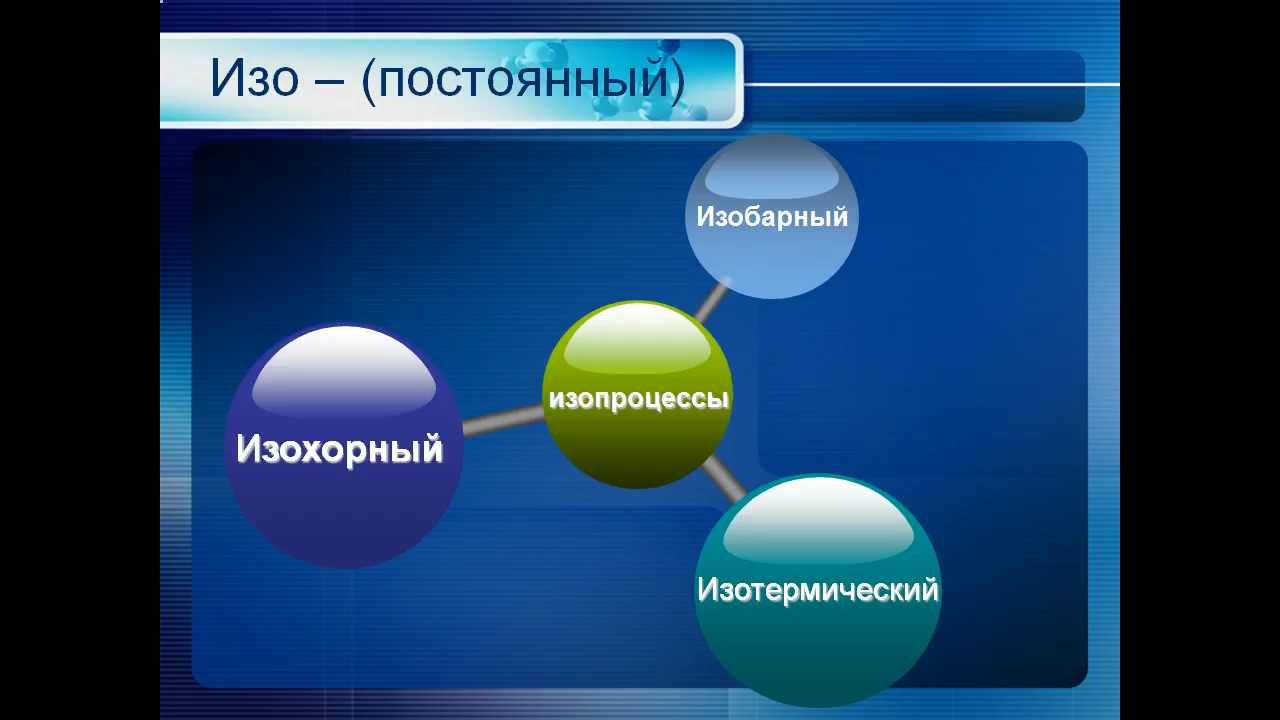 Изо – (постоянный)
Изобарный
изопроцессы
Изохорный
Изотермический